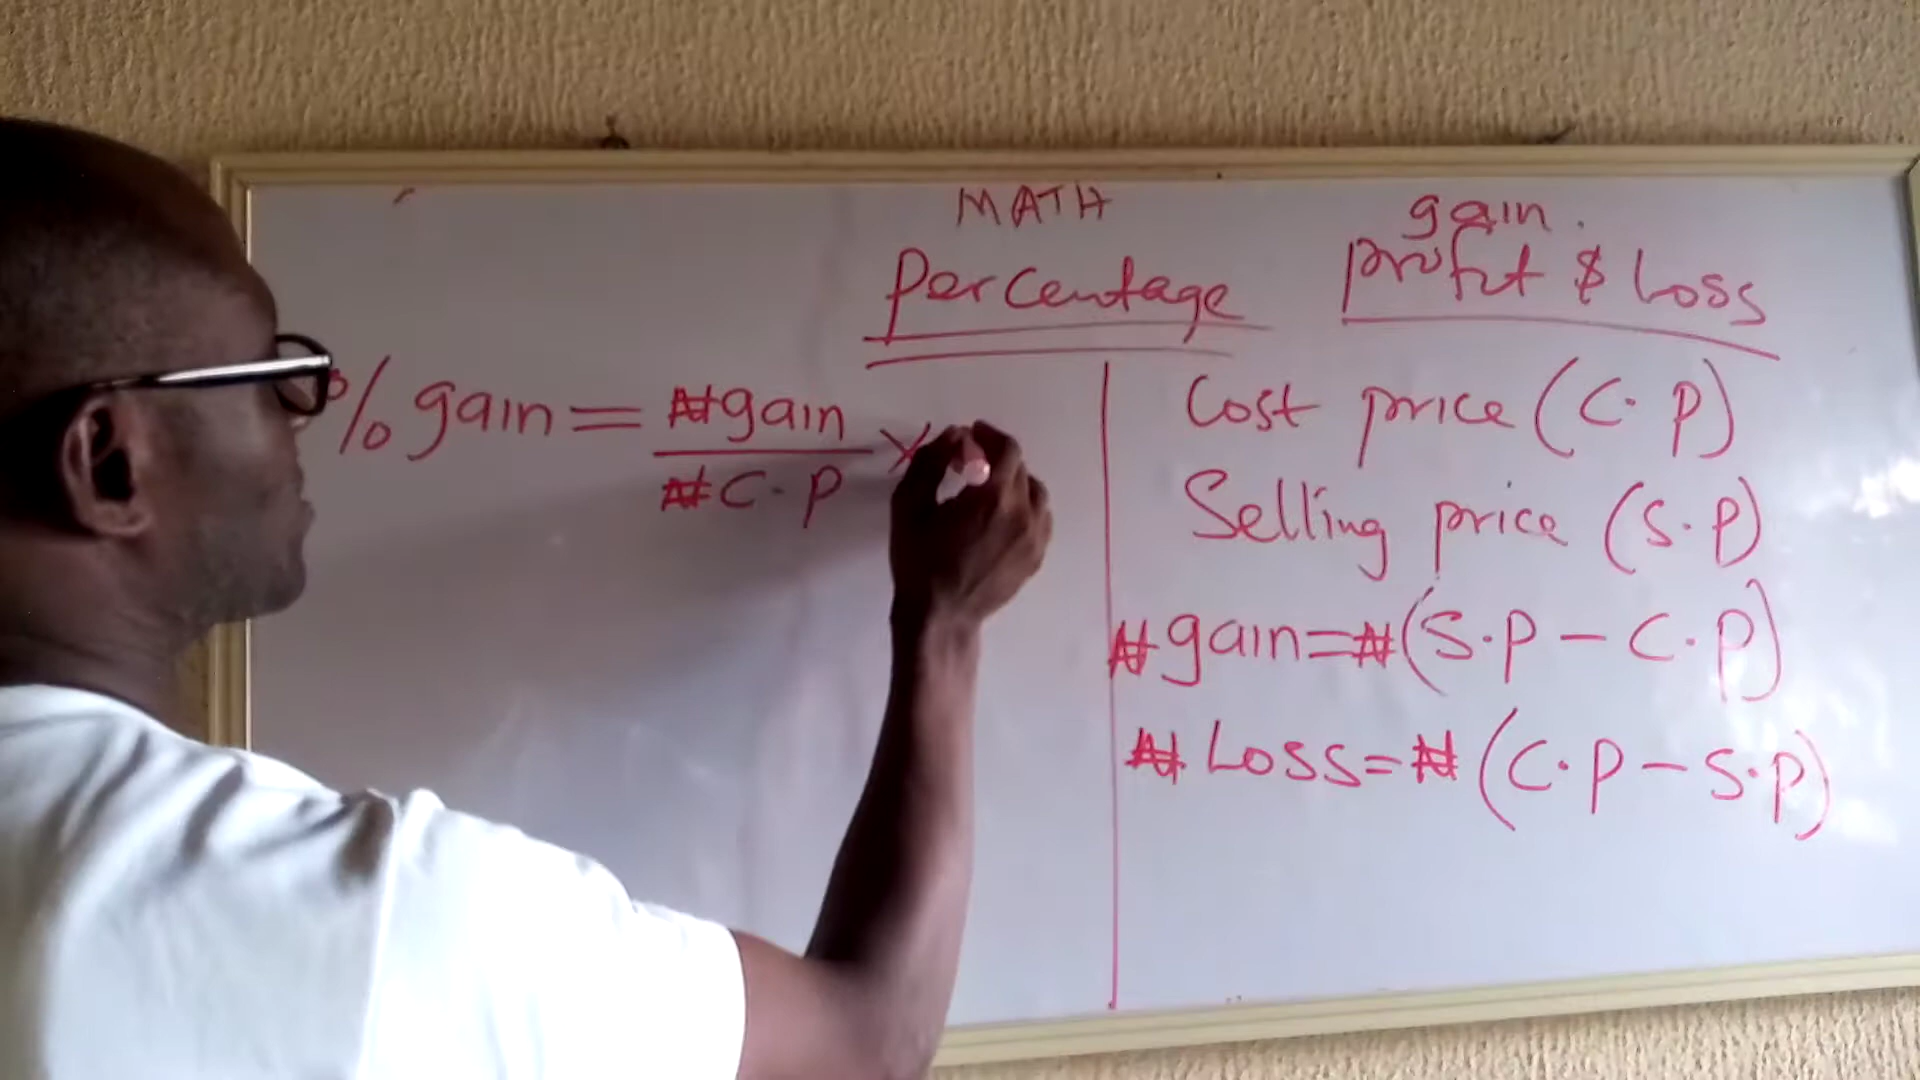 MATH
Percentage
gain.
profit & Loss
% gain = ₦gain / ₦C.P ×
Cost price (C.P)
Selling price (S.P)
₦gain=₦(S.P – C.P)
₦ Loss=₦ (C.P – S.P)